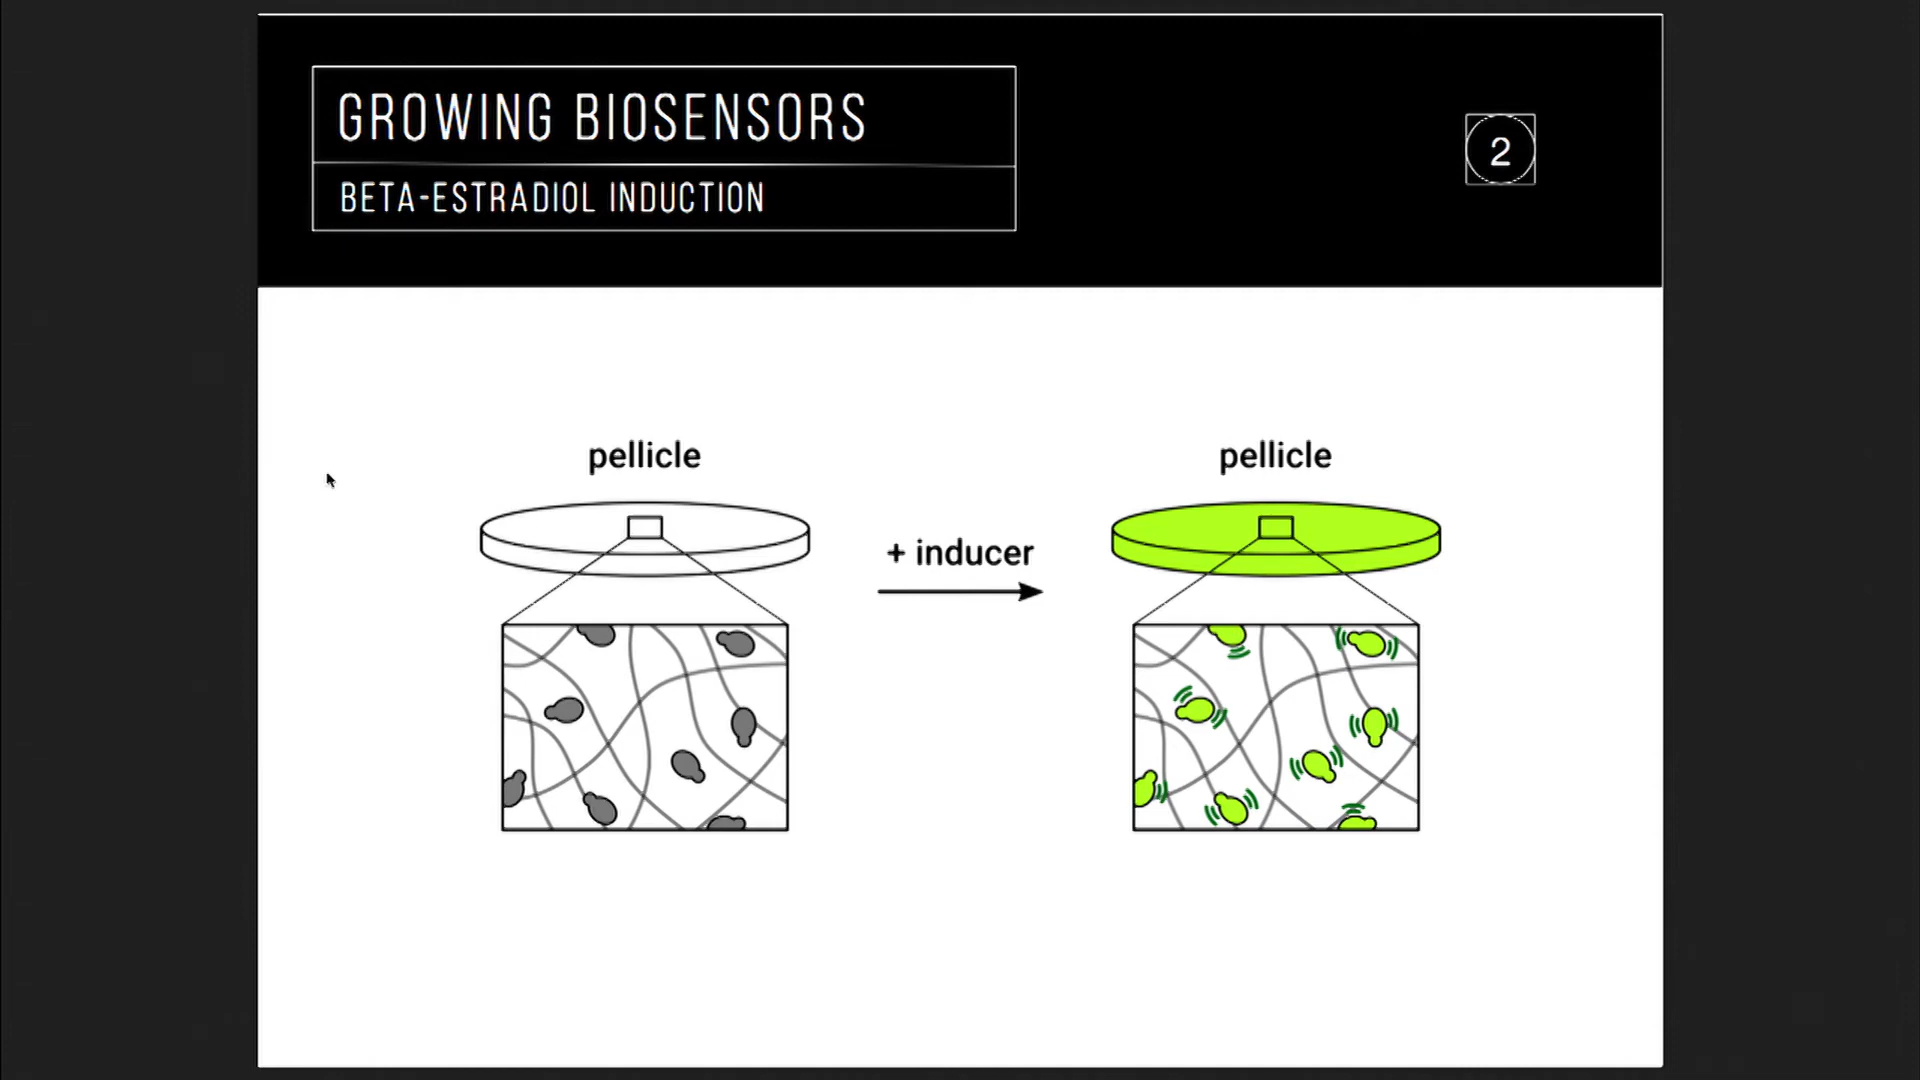 GROWING BIOSENSORS
BETA-ESTRADIOL INDUCTION
2
pellicle
+ inducer
pellicle